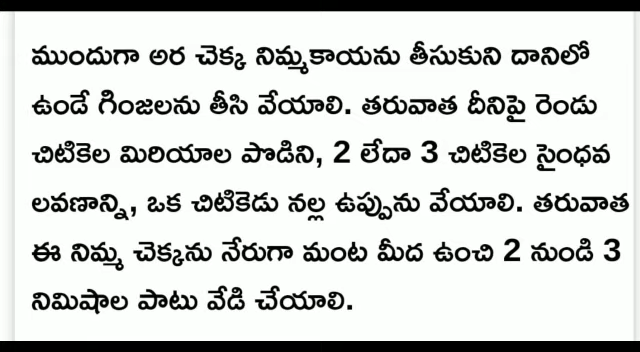 ముందుగా అర చెక్క నిమ్మకాయను తీసుకుని దానిలో
ఉండే గింజలను తీసి వేయాలి. తరువాత దీనిపై రెండు
చిటికెల మిరియాల పొడిని, 2 లేదా 3 చిటికెల సైంధవ
లవణాన్ని, ఒక చిటికెడు నల్ల ఉప్పును వేయాలి. తరువాత
ఈ నిమ్మ చెక్కను నేరుగా మంట మీద ఉంచి 2 నుండి 3
నిమిషాల పాటు వేడి చేయాలి.